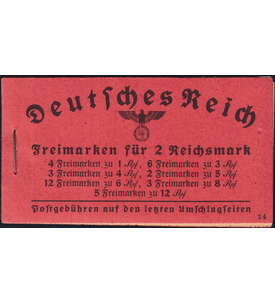 Deutsches Reich
Freimarken für 2 Reichsmark
4 Freimarken zu 1 Rpf, 6 Freimarken zu 3 Rpf
3 Freimarken zu 4 Rpf, 2 Freimarken zu 5 Rpf
12 Freimarken zu 6 Rpf, 3 Freimarken zu 8 Rpf
5 Freimarken zu 12 Rpf
Postgebühren auf den letzten Umschlagseiten
14